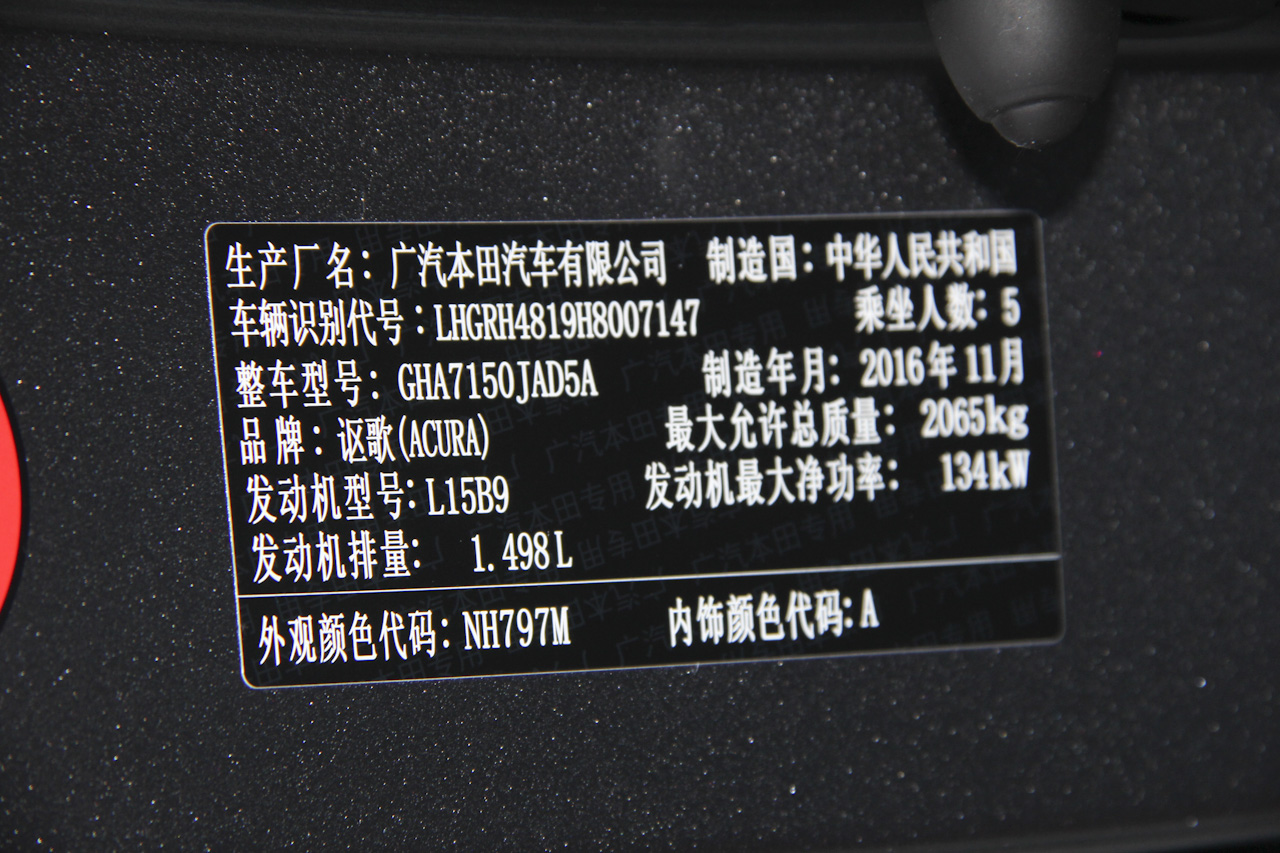 生产厂名：广汽本田汽车有限公司 制造国：中华人民共和国
车辆识别代号：LHGRH4819H8007147 乘坐人数：5
整车型号：GHA7150JAD5A 制造年月：2016年11月
品牌：讴歌(ACURA) 最大允许总质量：2065kg
发动机型号：L15B9 发动机最大净功率：134kW
发动机排量：1.498L
外观颜色代码：NH797M 内饰颜色代码：A